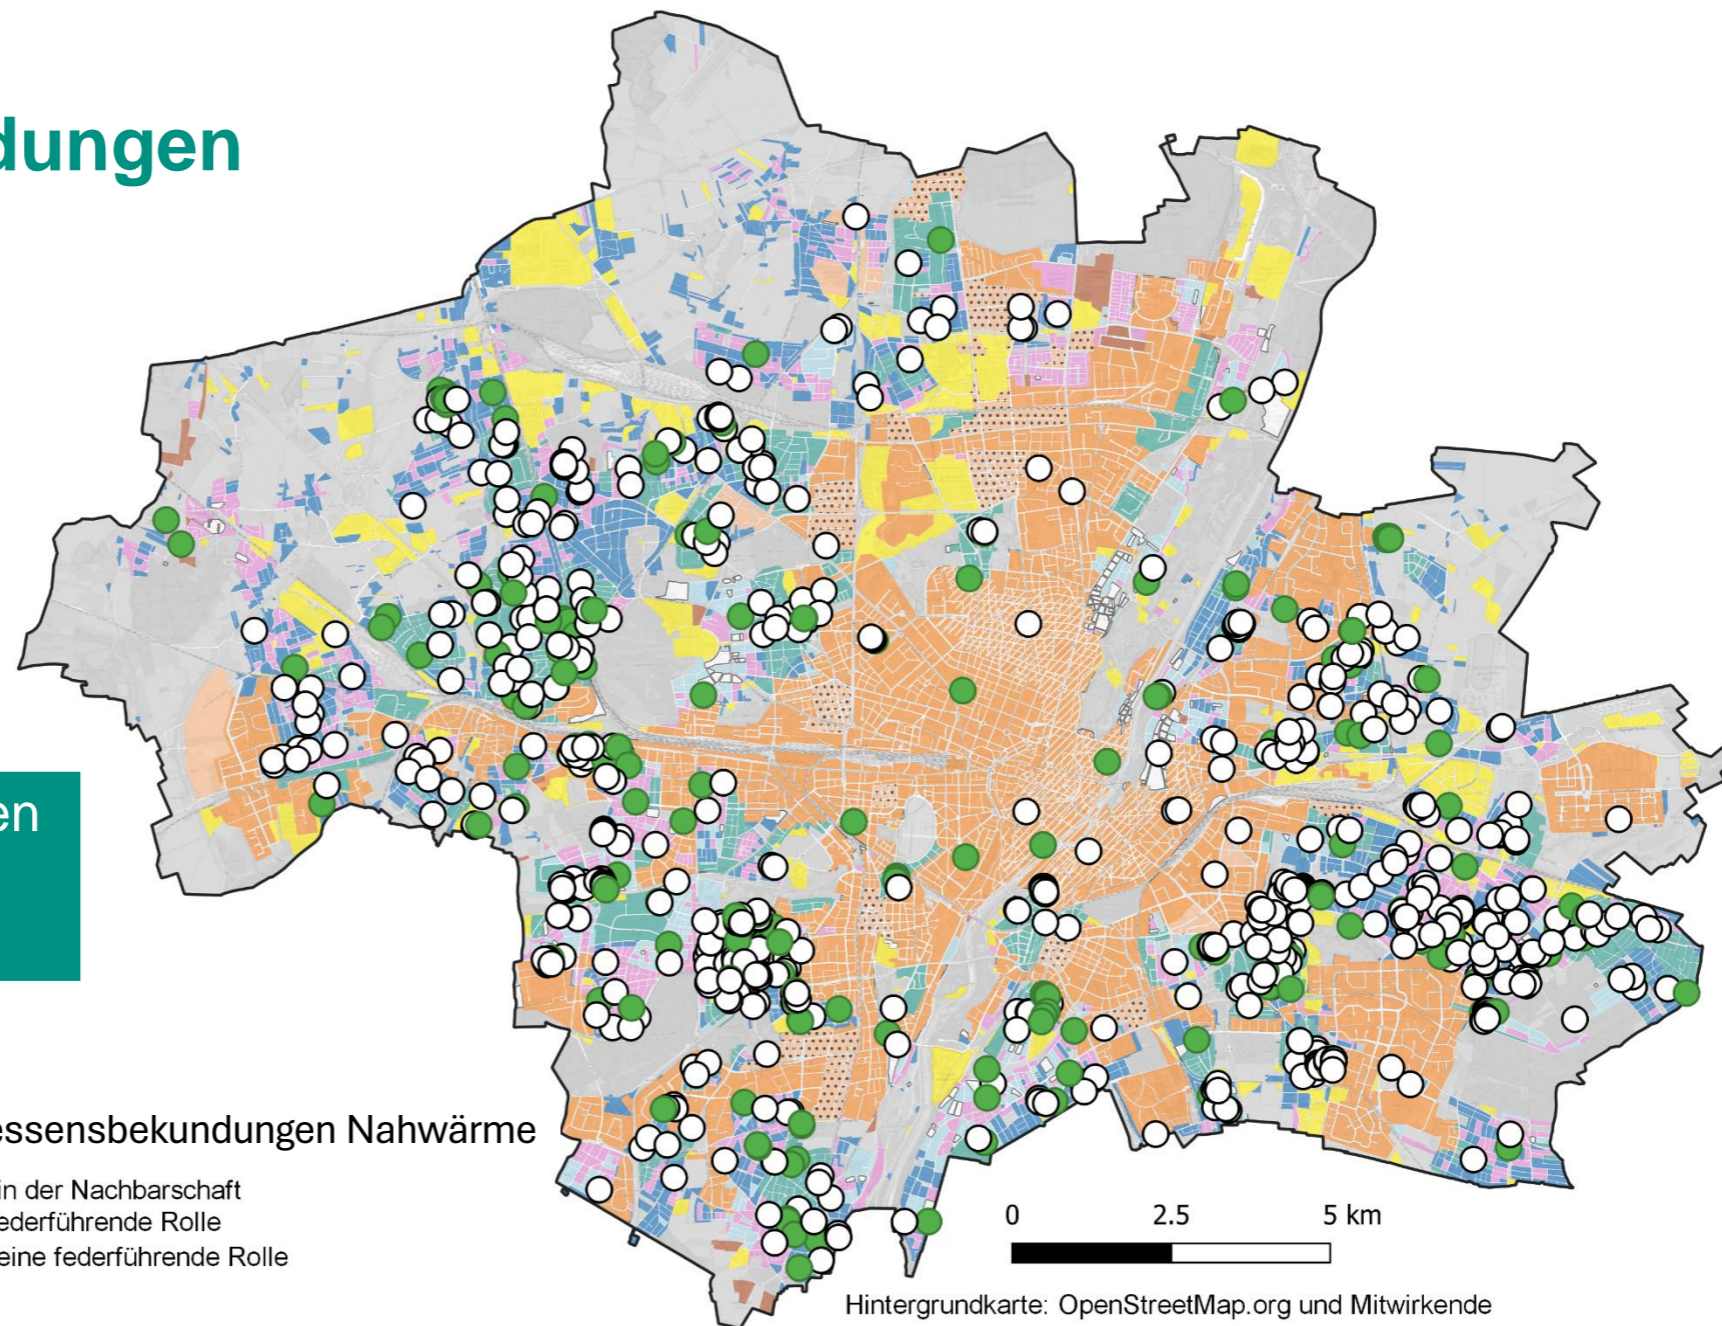 dungen
en
essensbekundungen Nahwärme
in der Nachbarschaft
ederführende Rolle
eine federführende Rolle
0 2.5 5 km
Hintergrundkarte: OpenStreetMap.org und Mitwirkende